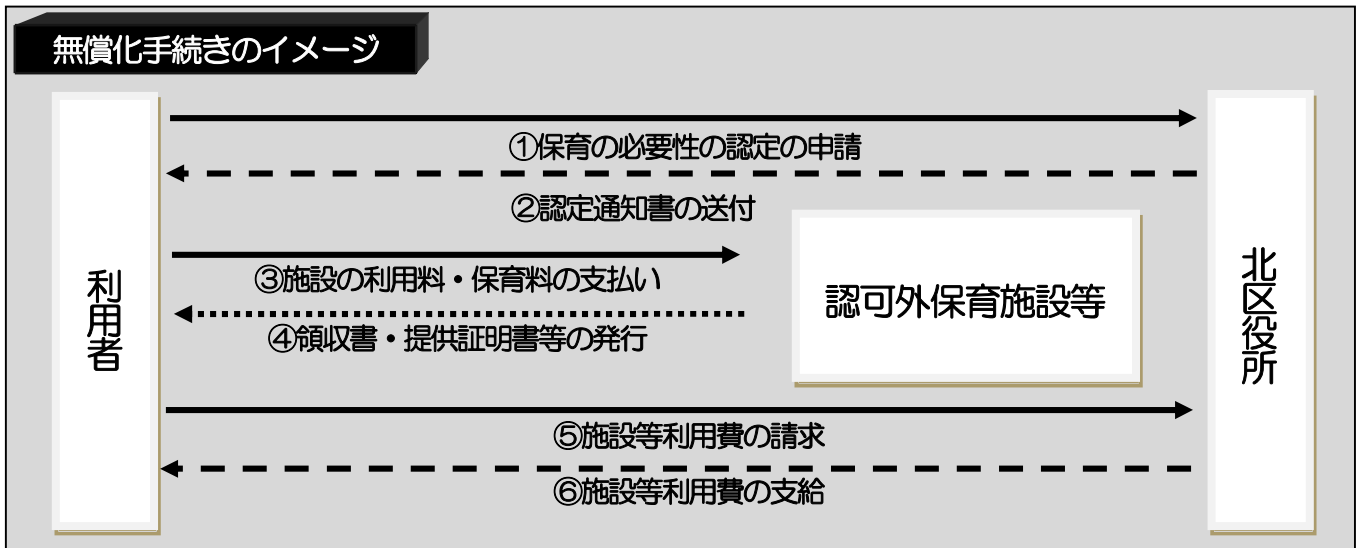 無償化手続きのイメージ
①保育の必要性の認定の申請
②認定通知書の送付
利用者
③施設の利用料・保育料の支払い
認可外保育施設等
北区役所
④領収書・提供証明書等の発行
⑤施設等利用費の請求
⑥施設等利用費の支給